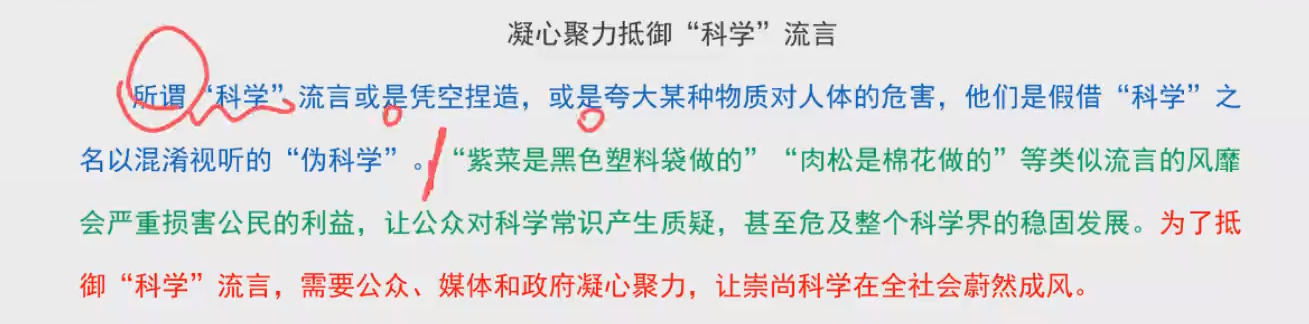 凝心聚力抵御“科学”流言
所谓“科学”流言或是凭空捏造，或是夸大某种物质对人体的危害，他们是假借“科学”之
名以混淆视听的“伪科学”。“紫菜是黑色塑料袋做的”“肉松是棉花做的”等类似流言的风靡
会严重损害公民的利益，让公众对科学常识产生质疑，甚至危及整个科学界的稳固发展。为了抵
御“科学”流言，需要公众、媒体和政府凝心聚力，让崇尚科学在全社会蔚然成风。